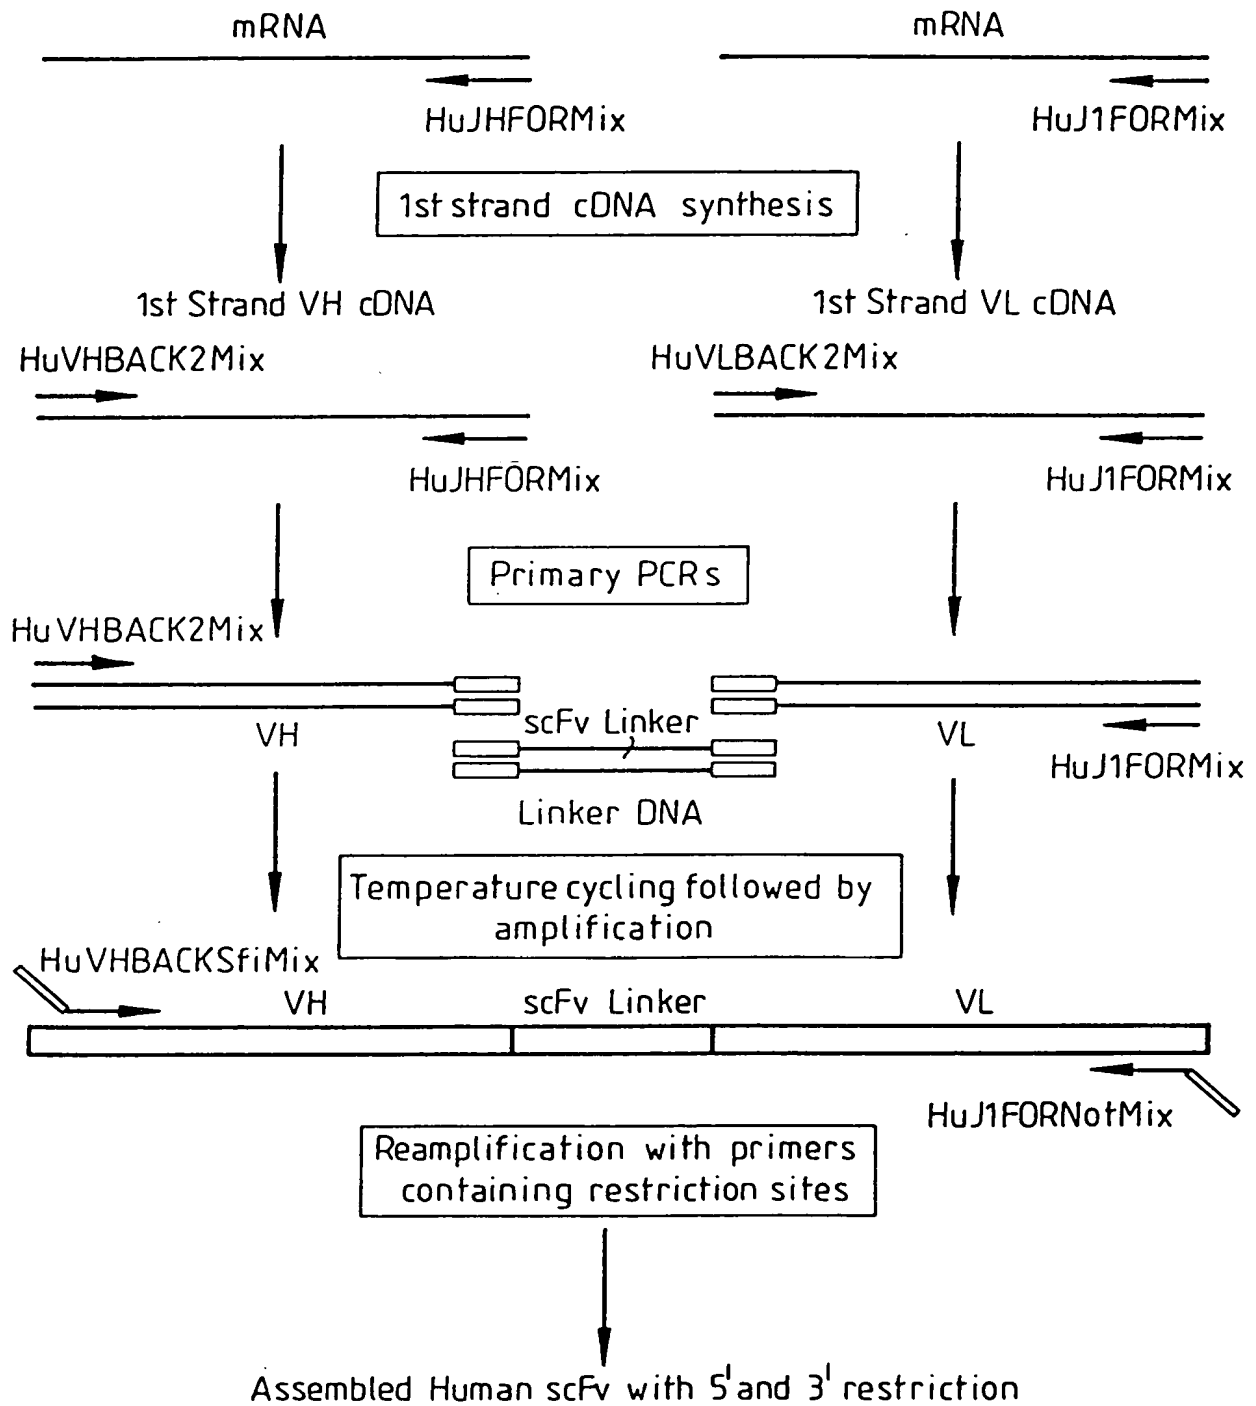 mRNA
mRNA
HuJHFORMix
HuJ1FORMix
1st strand cDNA synthesis
1st Strand VH cDNA
1st Strand VL cDNA
HuVHBACK2Mix
HuVLBACK2Mix
HuJHFORMix
HuJ1FORMix
Primary PCRs
HuVHBACK2Mix
scFv Linker
VH
VL
HuJ1FORMix
Linker DNA
Temperature cycling followed by
amplification
HuVHBACKSfiMix
VH
scFv Linker
VL
HuJ1FORNotMix
Reamplification with primers
containing restriction sites
Assembled Human scFv with 5' and 3' restriction